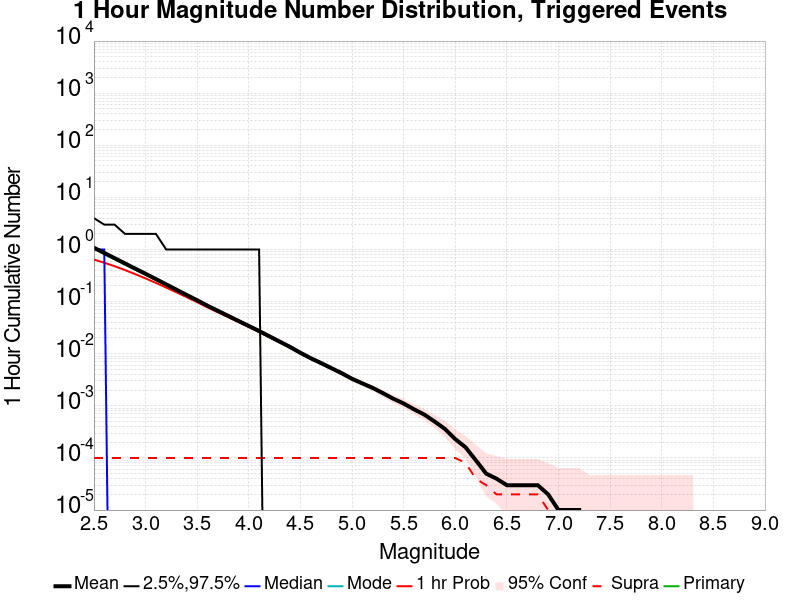 1 Hour Magnitude Number Distribution, Triggered Events
1 Hour Cumulative Number
10^4
10^3
10^2
10^1
10^0
10^-1
10^-2
10^-3
10^-4
10^-5
2.5 3.0 3.5 4.0 4.5 5.0 5.5 6.0 6.5 7.0 7.5 8.0 8.5 9.0
Magnitude
Mean 2.5%,97.5% Median Mode 1 hr Prob 95% Conf Supra Primary